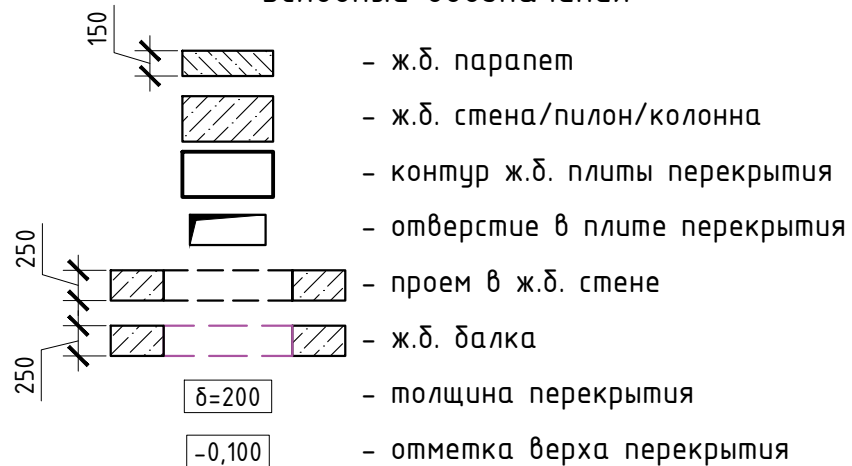 Условные обозначения
150
- ж.б. парапет
- ж.б. стена/пилон/колонна
- контур ж.б. плиты перекрытия
- отверстие в плите перекрытия
250
- проем в ж.б. стене
250
- ж.б. балка
δ=200
- толщина перекрытия
-0,100
- отметка верха перекрытия